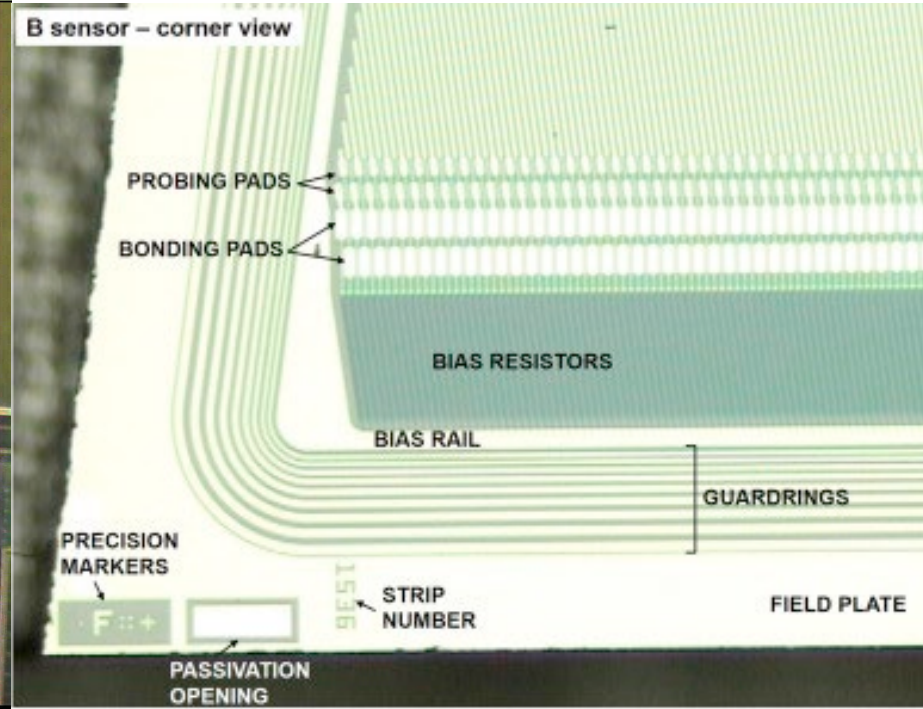 B sensor – corner view
PROBING PADS
BONDING PADS
BIAS RESISTORS
BIAS RAIL
GUARDRINGS
PRECISION
MARKERS
F
1536
STRIP
NUMBER
FIELD PLATE
PASSIVATION
OPENING